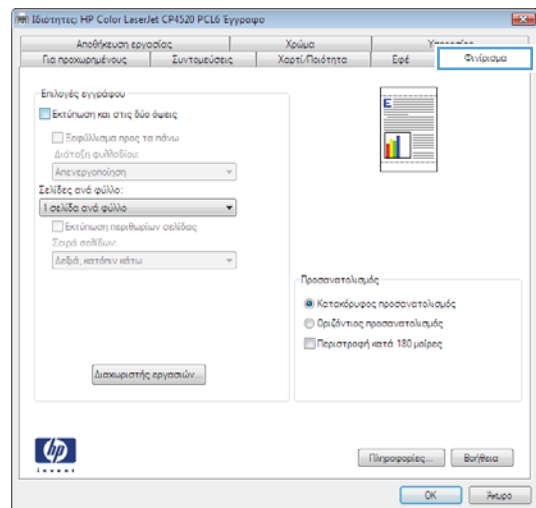 Ιδιότητες: HP Color LaserJet CP4520 PCL6 Έγγραφο
Αποθήκευση εργασίας Χρώμα Υπηρεσίες
Για προχωρημένους Συντομεύσεις Χαρτί/Ποιότητα Εφέ Φινίρισμα
Επιλογές εγγράφου
Εκτύπωση και στις δύο όψεις
Ξεφύλλισμα προς τα πάνω
Διάταξη φυλλαδίου:
Απενεργοποίηση
Σελίδες ανά φύλλο:
1 σελίδα ανά φύλλο
Εκτύπωση περιθωρίων σελίδας
Σειρά σελίδων:
Δεξιά, κατόπιν κάτω
Διαχωριστής εργασιών...
E
Προσανατολισμός
Κατακόρυφος προσανατολισμός
Οριζόντιος προσανατολισμός
Περιστροφή κατά 180 μοίρες
hp
invent
Πληροφορίες... Βοήθεια
OK Άκυρο